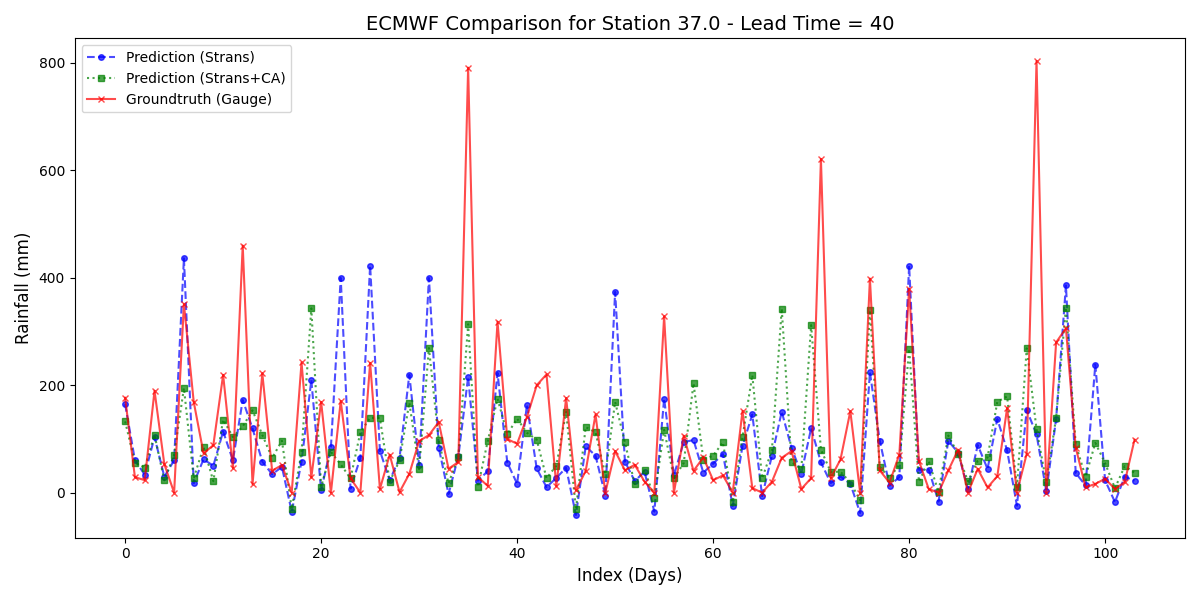 ECMWF Comparison for Station 37.0 - Lead Time = 40
Prediction (Strans)
Prediction (Strans+CA)
Groundtruth (Gauge)
Rainfall (mm)
800
600
400
200
0
0 20 40 60 80 100
Index (Days)